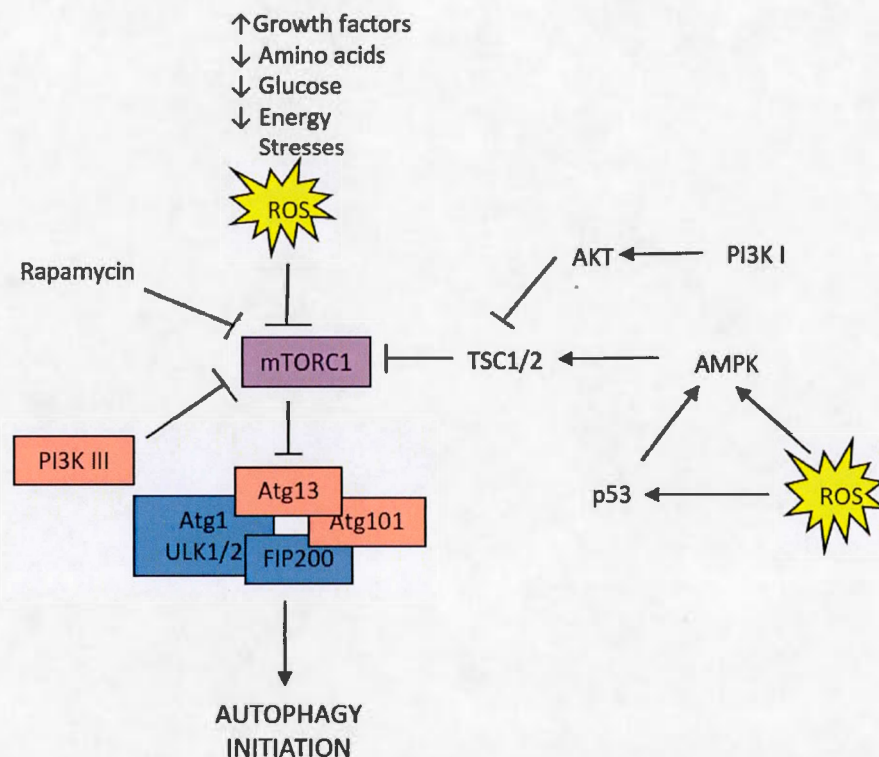 ↑Growth factors
↓ Amino acids
↓ Glucose
↓ Energy
Stresses
ROS
Rapamycin
AKT
PI3K I
mTORC1
TSC1/2
AMPK
PI3K III
Atg13
p53
ROS
Atg1
Atg101
ULK1/2
FIP200
AUTOPHAGY
INITIATION